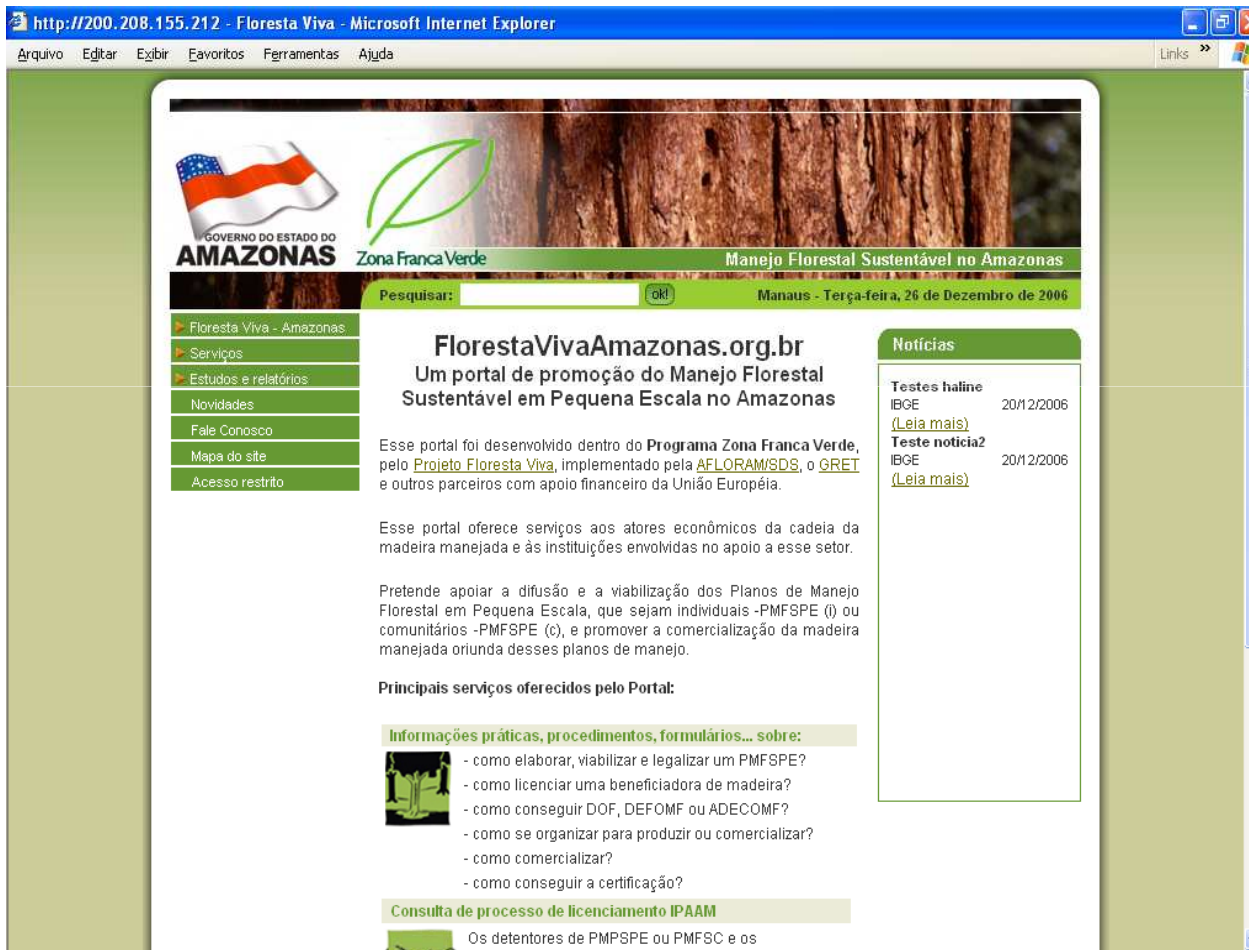 http://200.208.155.212 - Floresta Viva - Microsoft Internet Explorer
Arquivo Editar Exibir Favoritos Ferramentas Ajuda Links »
GOVERNO DO ESTADO DO
AMAZONAS
Zona Franca Verde
Manejo Florestal Sustentável no Amazonas
Pesquisar: ok! Manaus - Terça-feira, 26 de Dezembro de 2006
Floresta Viva - Amazonas
Serviços
Estudos e relatórios
Novidades
Fale Conosco
Mapa do site
Acesso restrito
FlorestaVivaAmazonas.org.br
Um portal de promoção do Manejo Florestal
Sustentável em Pequena Escala no Amazonas
Esse portal foi desenvolvido dentro do Programa Zona Franca Verde,
pelo Projeto Floresta Viva, implementado pela AFLORAM/SDS, o GRET
e outros parceiros com apoio financeiro da União Européia.
Esse portal oferece serviços aos atores econômicos da cadeia da
madeira manejada e às instituições envolvidas no apoio a esse setor.
Pretende apoiar a difusão e a viabilização dos Planos de Manejo
Florestal em Pequena Escala, que sejam individuais -PMFSPE (i) ou
comunitários -PMFSPE (c), e promover a comercialização da madeira
manejada oriunda desses planos de manejo.
Principais serviços oferecidos pelo Portal:
Informações práticas, procedimentos, formulários... sobre:
- como elaborar, viabilizar e legalizar um PMFSPE?
- como licenciar uma beneficiadora de madeira?
- como conseguir DOF, DEFOMF ou ADECOMF?
- como se organizar para produzir ou comercializar?
- como comercializar?
- como conseguir a certificação?
Consulta de processo de licenciamento IPAAM
Os detentores de PMPSPE ou PMFSC e os
Notícias
Testes haline
IBGE 20/12/2006
(Leia mais)
Teste noticia2
IBGE 20/12/2006
(Leia mais)